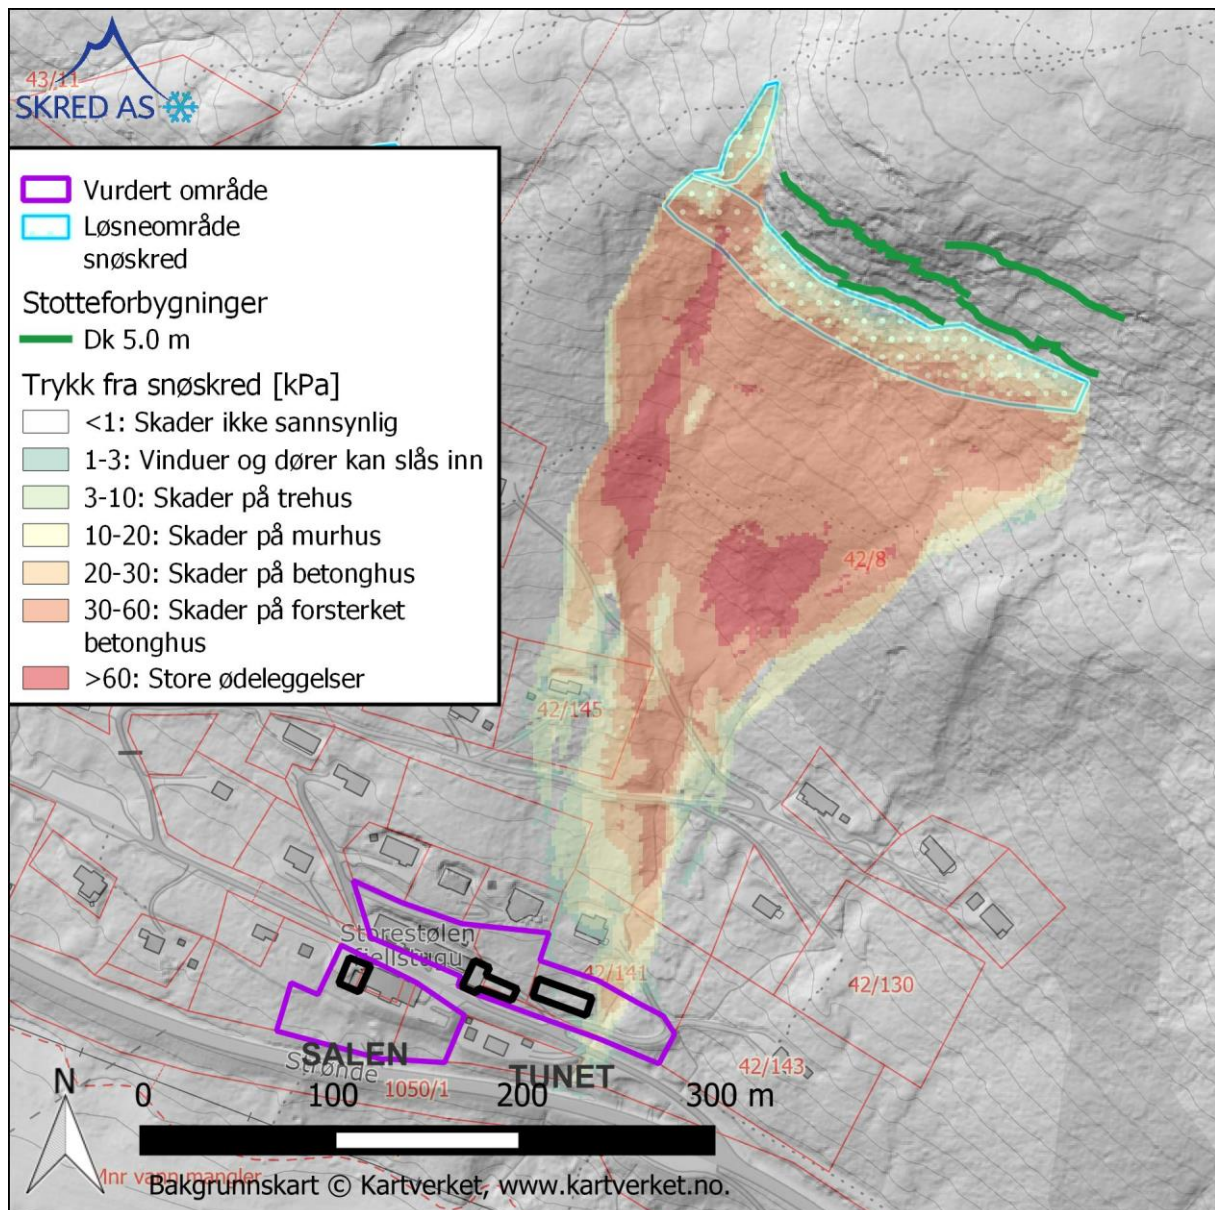 43/11
SKRED AS
Vurdert område
Løsneområde
snøskred
Stotteforbygninger
Dk 5.0 m
Trykk fra snøskred [kPa]
<1: Skader ikke sannsynlig
1-3: Vinduer og dører kan slås inn
3-10: Skader på trehus
10-20: Skader på murhus
20-30: Skader på betonghus
30-60: Skader på forsterket
betonghus
>60: Store ødeleggelser
42/8
42/145
Storestølen
fjellstugu
42/141
42/130
SALEN
TUNET
42/143
Strønde
1050/1
N
0 100 200 300 m
Mnr vann mangler
Bakgrunnskart © Kartverket, www.kartverket.no.